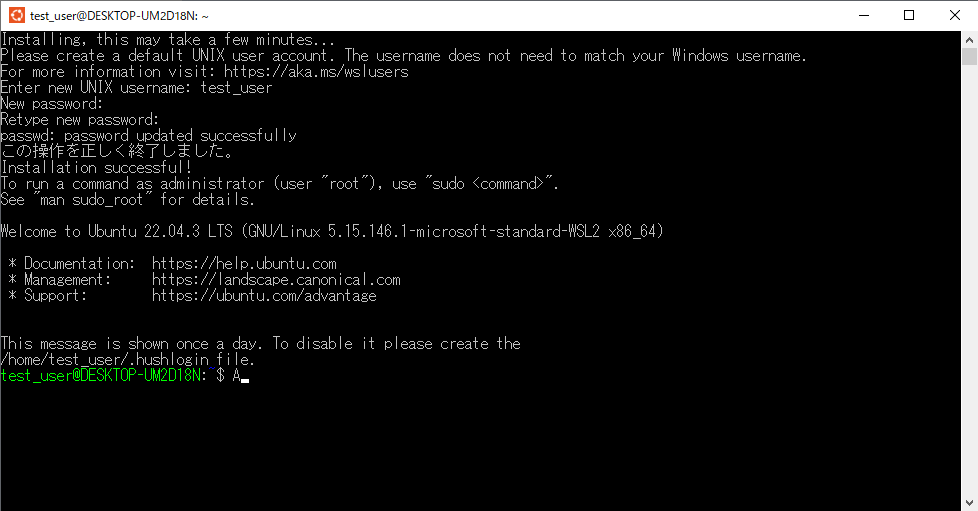 test_user@DESKTOP-UM2D18N: ~
Installing, this may take a few minutes...
Please create a default UNIX user account. The username does not need to match your Windows username.
For more information visit: https://aka.ms/wslusers
Enter new UNIX username: test_user
New password:
Retype new password:
passwd: password updated successfully
この操作を正しく終了しました。
Installation successful!
To run a command as administrator (user "root"), use "sudo <command>".
See "man sudo_root" for details.
Welcome to Ubuntu 22.04.3 LTS (GNU/Linux 5.15.146.1-microsoft-standard-WSL2 x86_64)
* Documentation:  https://help.ubuntu.com
* Management:     https://landscape.canonical.com
* Support:        https://ubuntu.com/advantage
This message is shown once a day. To disable it please create the
/home/test_user/.hushlogin file.
test_user@DESKTOP-UM2D18N:~$ A